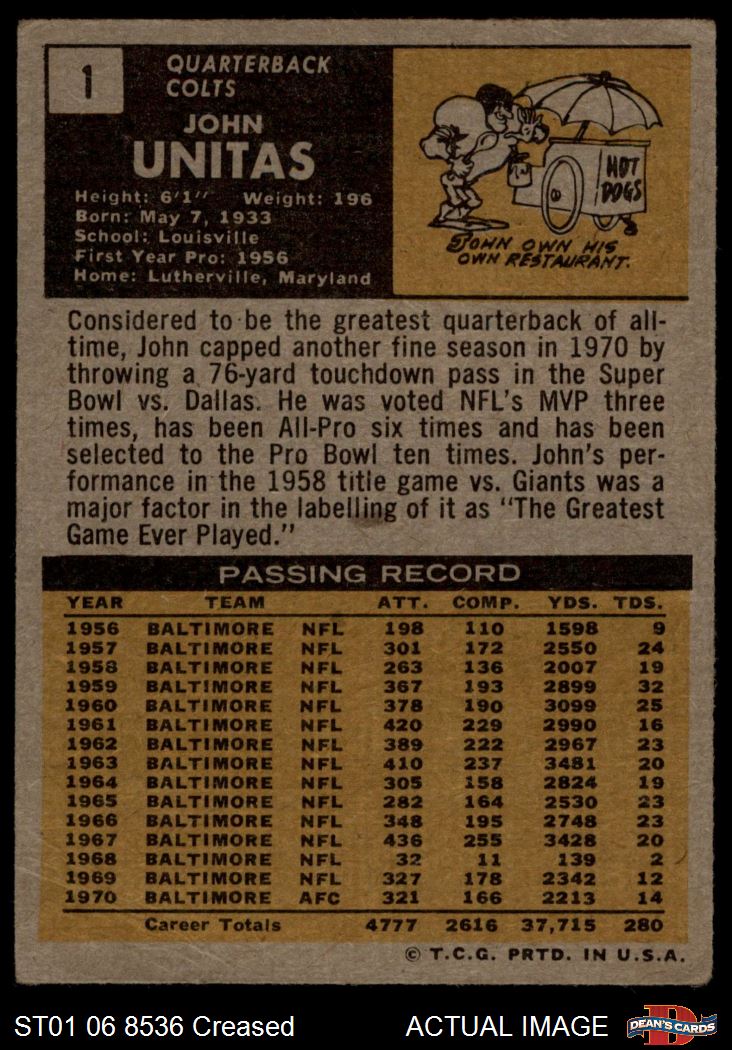 1
QUARTERBACK
COLTS
JOHN
UNITAS
Height: 6'1" Weight: 196
Born: May 7, 1933
School: Louisville
First Year Pro: 1956
Home: Lutherville, Maryland
HOT
DOGS
JOHN OWN HIS
OWN RESTAURANT.
Considered to be the greatest quarterback of all-
time, John capped another fine season in 1970 by
throwing a 76-yard touchdown pass in the Super
Bowl vs. Dallas. He was voted NFL's MVP three
times, has been All-Pro six times and has been
selected to the Pro Bowl ten times. John's per-
formance in the 1958 title game vs. Giants was a
major factor in the labelling of it as "The Greatest
Game Ever Played."
PASSING RECORD
YEAR TEAM ATT. COMP. YDS. TDS.
1956 BALTIMORE NFL 198 110 1598 9
1957 BALTIMORE NFL 301 172 2550 24
1958 BALTIMORE NFL 263 136 2007 19
1959 BALTIMORE NFL 367 193 2899 32
1960 BALTIMORE NFL 378 190 3099 25
1961 BALTIMORE NFL 420 229 2990 16
1962 BALTIMORE NFL 389 222 2967 23
1963 BALTIMORE NFL 410 237 3481 20
1964 BALTIMORE NFL 305 158 2824 19
1965 BALTIMORE NFL 282 164 2530 23
1966 BALTIMORE NFL 348 195 2748 23
1967 BALTIMORE NFL 436 255 3428 20
1968 BALTIMORE NFL 32 11 139 2
1969 BALTIMORE NFL 327 178 2342 12
1970 BALTIMORE AFC 321 166 2213 14
Career Totals 4777 2616 37,715 280
© T.C.G. PRTD. IN U.S.A.
ST01 06 8536 Creased ACTUAL IMAGE D DEAN'S CARDS